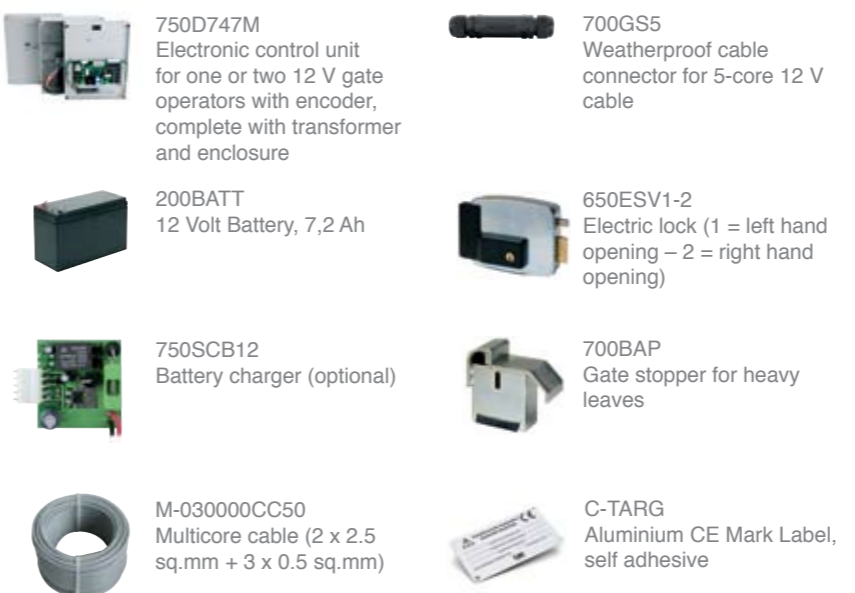 750D747M
Electronic control unit
for one or two 12 V gate
operators with encoder,
complete with transformer
and enclosure
700GS5
Weatherproof cable
connector for 5-core 12 V
cable
200BATT
12 Volt Battery, 7,2 Ah
650ESV1-2
Electric lock (1 = left hand
opening – 2 = right hand
opening)
750SCB12
Battery charger (optional)
700BAP
Gate stopper for heavy
leaves
M-030000CC50
Multicore cable (2 x 2.5
sq.mm + 3 x 0.5 sq.mm)
C-TARG
Aluminium CE Mark Label,
self adhesive
CE